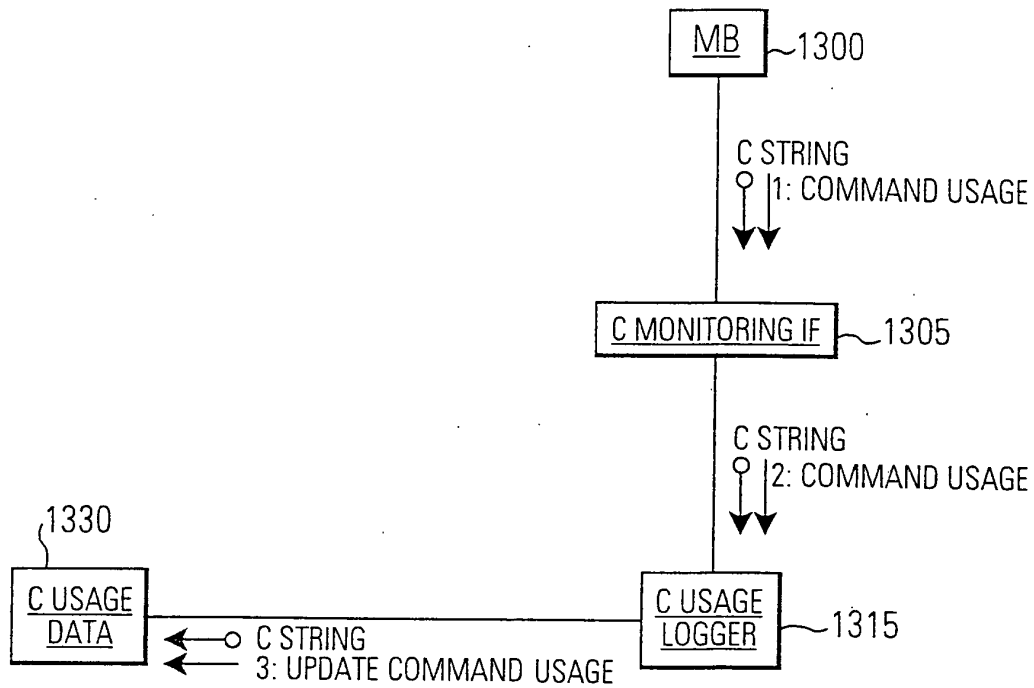 MB
1300
C STRING
1: COMMAND USAGE
C MONITORING IF
1305
C STRING
2: COMMAND USAGE
1330
C USAGE
DATA
C USAGE
LOGGER
1315
C STRING
3: UPDATE COMMAND USAGE